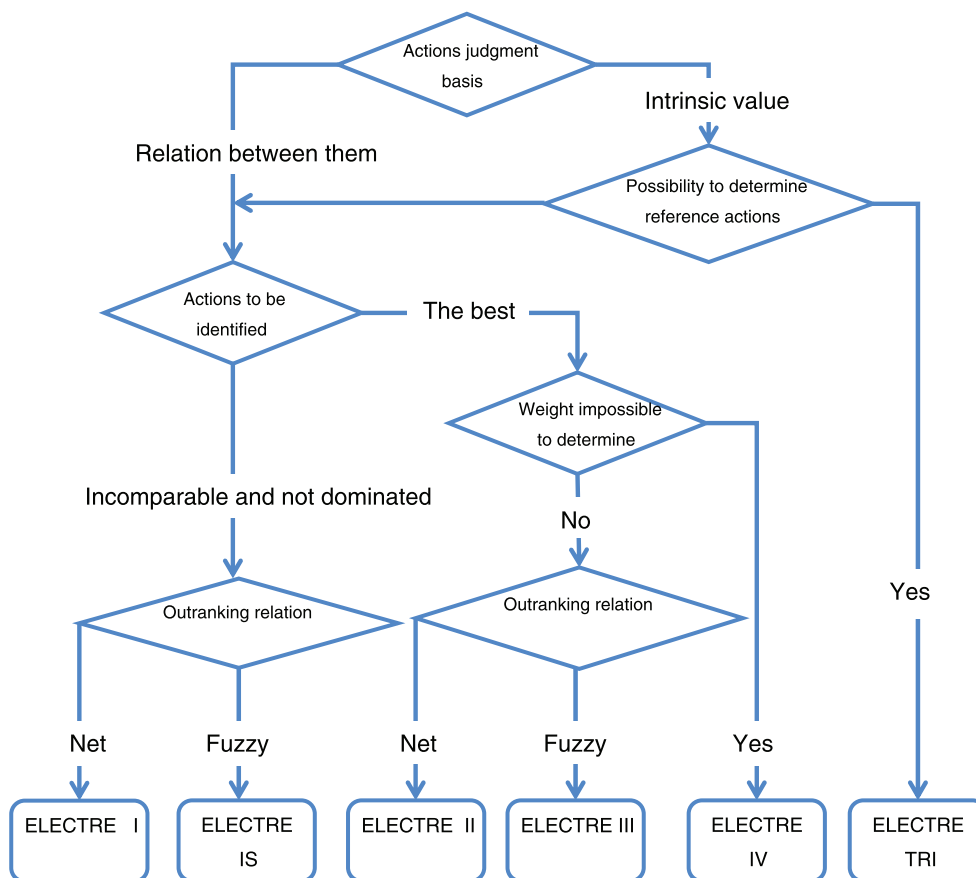 Actions judgment
basis
Intrinsic value
Relation between them
Possibility to determine
reference actions
Actions to be
identified
The best
Weight impossible
to determine
Incomparable and not dominated
No
Outranking relation
Outranking relation
Yes
Net
Fuzzy
Net
Fuzzy
Yes
ELECTRE I
ELECTRE
IS
ELECTRE II
ELECTRE III
ELECTRE
IV
ELECTRE
TRI